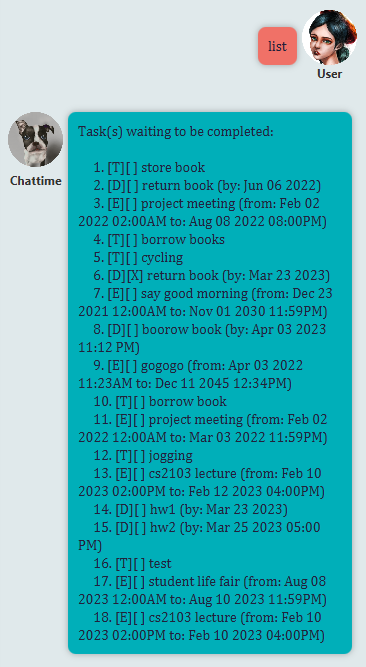 list
User
Chattime
Task(s) waiting to be completed:
1. [T][ ] store book
2. [D][ ] return book (by: Jun 06 2022)
3. [E][ ] project meeting (from: Feb 02
2022 02:00AM to: Aug 08 2022 08:00PM)
4. [T][ ] borrow books
5. [T][ ] cycling
6. [D][X] return book (by: Mar 23 2023)
7. [E][ ] say good morning (from: Dec 23
2021 12:00AM to: Nov 01 2030 11:59PM)
8. [D][ ] boorow book (by: Apr 03 2023
11:12 PM)
9. [E][ ] gogogo (from: Apr 03 2022
11:23AM to: Dec 11 2045 12:34PM)
10. [T][ ] borrow book
11. [E][ ] project meeting (from: Feb 02
2022 12:00AM to: Mar 03 2022 11:59PM)
12. [T][ ] jogging
13. [E][ ] cs2103 lecture (from: Feb 10
2023 02:00PM to: Feb 12 2023 04:00PM)
14. [D][ ] hw1 (by: Mar 23 2023)
15. [D][ ] hw2 (by: Mar 25 2023 05:00
PM)
16. [T][ ] test
17. [E][ ] student life fair (from: Aug 08
2023 12:00AM to: Aug 10 2023 11:59PM)
18. [E][ ] cs2103 lecture (from: Feb 10
2023 02:00PM to: Feb 10 2023 04:00PM)